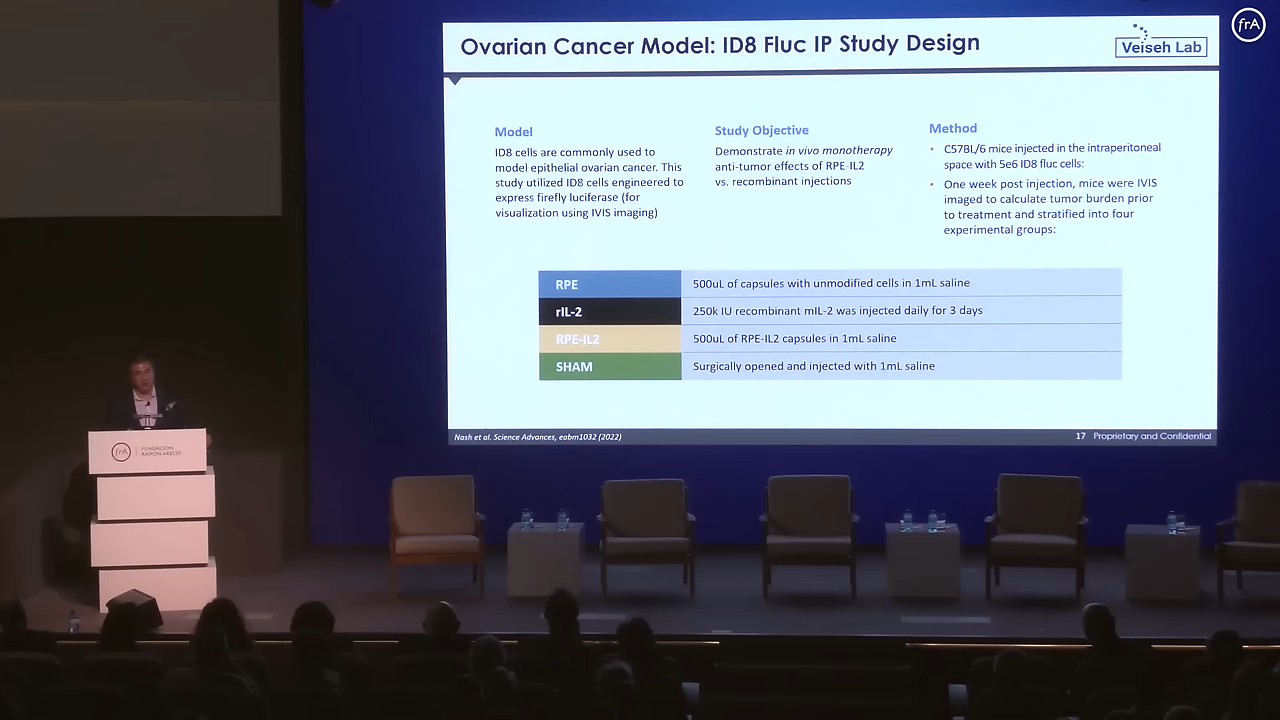 frA
Ovarian Cancer Model: ID8 Fluc IP Study Design
Veiseh Lab
Model
ID8 cells are commonly used to
model epithelial ovarian cancer. This
study utilized ID8 cells engineered to
express firefly luciferase (for
visualization using IVIS imaging)
Study Objective
Demonstrate in vivo monotherapy
anti-tumor effects of RPE-IL2
vs. recombinant injections
Method
• C57BL/6 mice injected in the intraperitoneal
space with 5e6 ID8 fluc cells:
• One week post injection, mice were IVIS
imaged to calculate tumor burden prior
to treatment and stratified into four
experimental groups:
RPE 500uL of capsules with unmodified cells in 1mL saline
rIL-2 250k IU recombinant mIL-2 was injected daily for 3 days
RPE-IL2 500uL of RPE-IL2 capsules in 1mL saline
SHAM Surgically opened and injected with 1mL saline
Nash et al. Science Advances, eabm1032 (2022)
17 Proprietary and Confidential
frA
FUNDACIÓN
RAMÓN ARECES